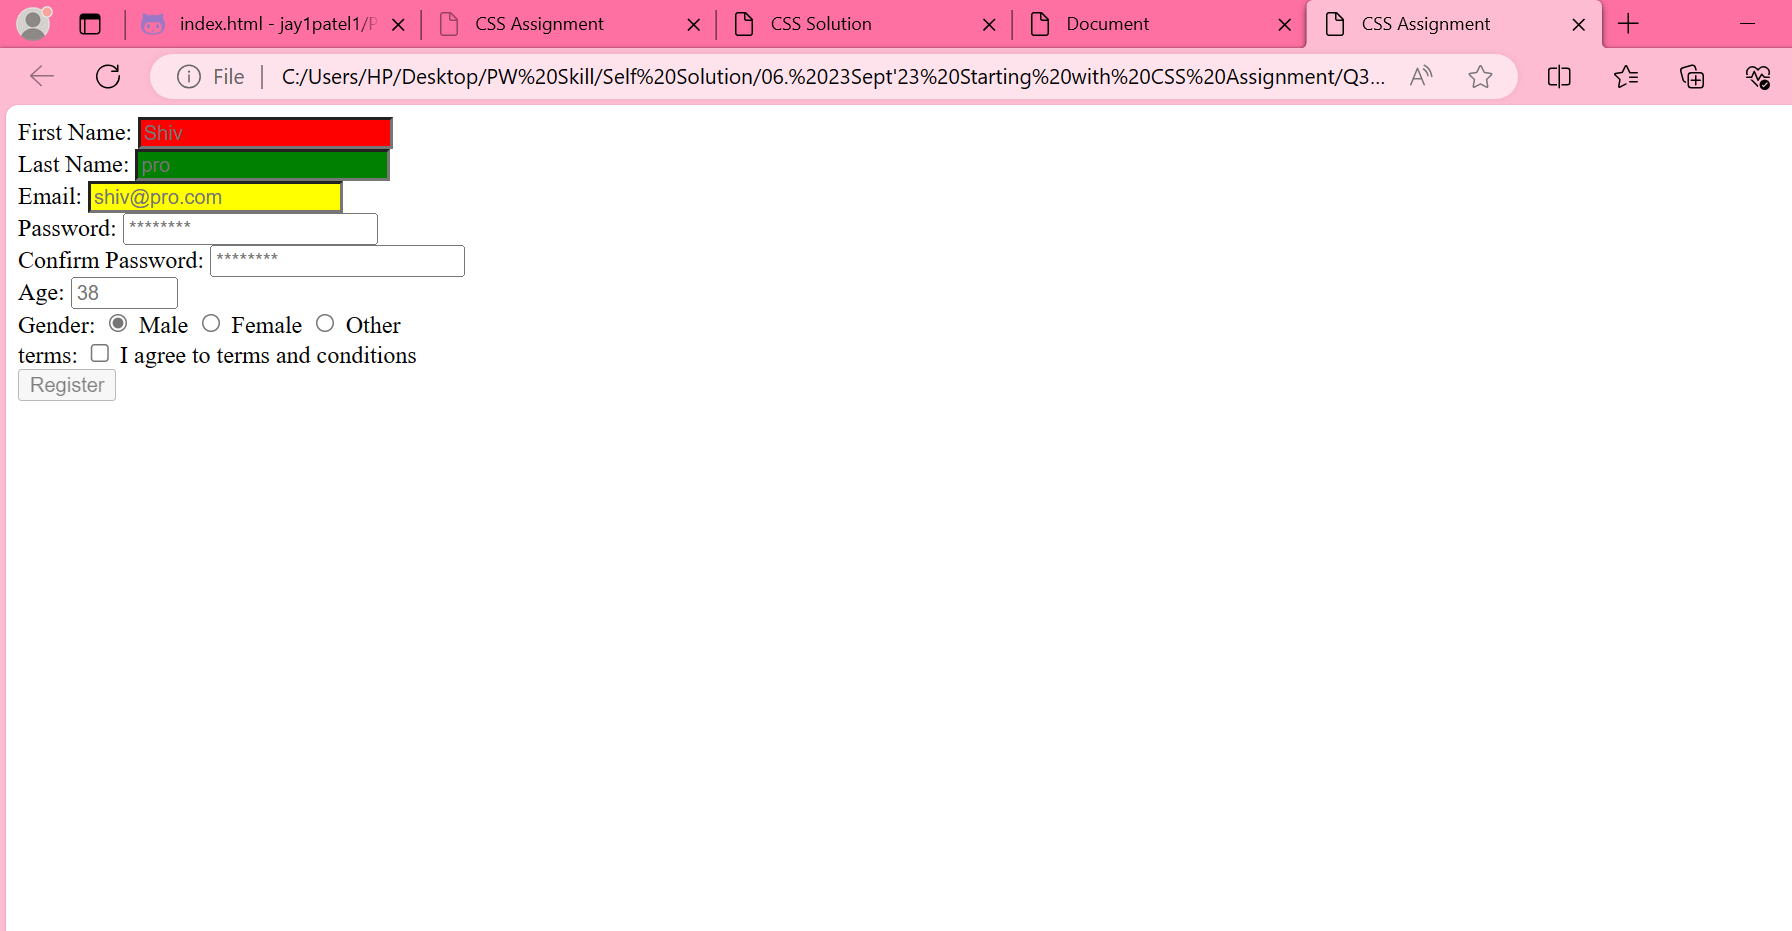 index.html - jay1patel1/P
CSS Assignment
CSS Solution
Document
CSS Assignment
File
C:/Users/HP/Desktop/PW%20Skill/Self%20Solution/06.%2023Sept'23%20Starting%20with%20CSS%20Assignment/Q3...
First Name: Shiv
Last Name: pro
Email: shiv@pro.com
Password: ********
Confirm Password: ********
Age: 38
Gender: Male Female Other
terms: I agree to terms and conditions
Register